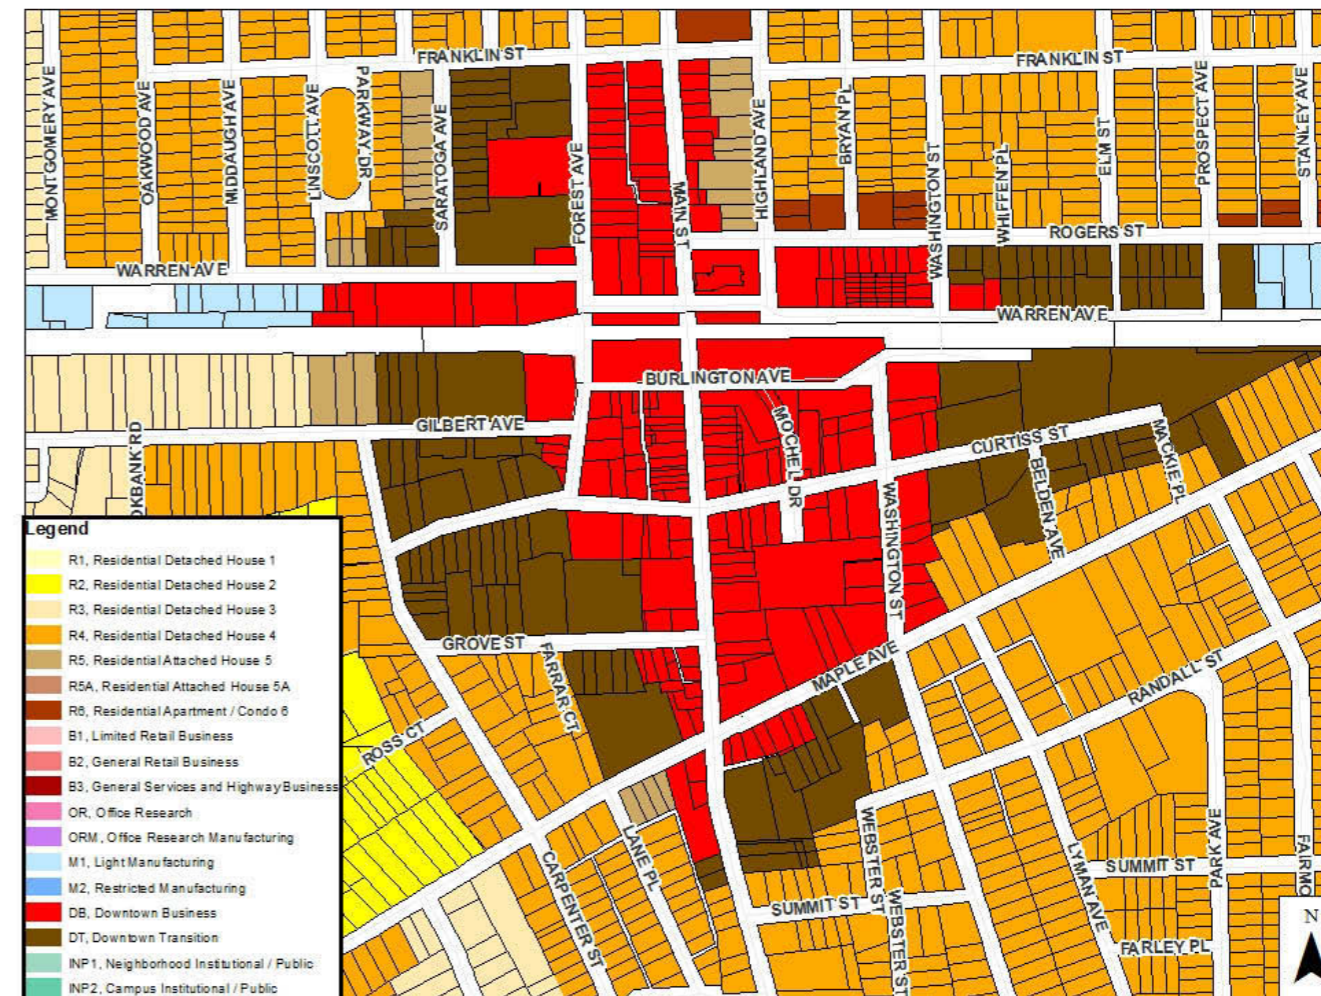 FRANKLIN ST
FRANKLIN ST
MONTGOMERY AVE
OAKWOOD AVE
MIDDAUGH AVE
LINSCOTT AVE
PARKWAY DR
SARATOGA AVE
FOREST AVE
MAIN ST
HIGHLAND AVE
BRYAN PL
WASHINGTON ST
WHIFFEN PL
ELM ST
PROSPECT AVE
STANLEY AVE
ROGERS ST
WARREN AVE
WARREN AVE
BURLINGTON AVE
GILBERT AVE
MOCHEL DR
CURTISS ST
BELDEN AVE
MACKIE PL
OKBANK RD
WASHINGTON ST
GROVE ST
FARRAR CT
MAPLE AVE
RANDALL ST
ROSS CT
LANE PL
CARPENTER ST
WEBSTER ST
WEBSTER ST
SUMMIT ST
SUMMIT ST
LYMAN AVE
PARK AVE
FAIRMO
FARLEY PL
N
Legend
R1, Residential Detached House 1
R2, Residential Detached House 2
R3, Residential Detached House 3
R4, Residential Detached House 4
R5, Residential Attached House 5
R5A, Residential Attached House 5A
R6, Residential Apartment / Condo 6
B1, Limited Retail Business
B2, General Retail Business
B3, General Services and Highway Business
OR, Office Research
ORM, Office Research Manufacturing
M1, Light Manufacturing
M2, Restricted Manufacturing
DB, Downtown Business
DT, Downtown Transition
INP1, Neighborhood Institutional / Public
INP2, Campus Institutional / Public